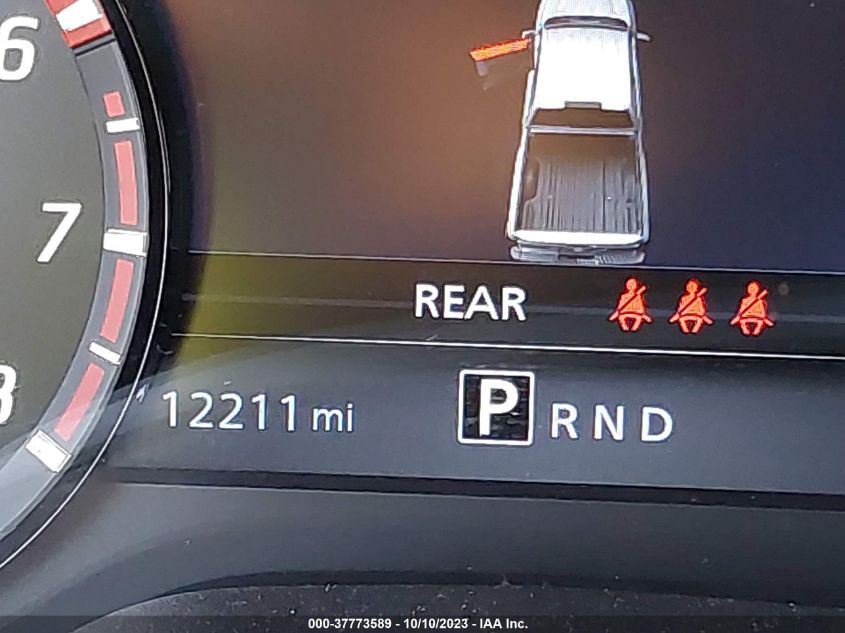 6
7
8
REAR
12211 mi
P R N D
000-37773589 - 10/10/2023 - IAA Inc.